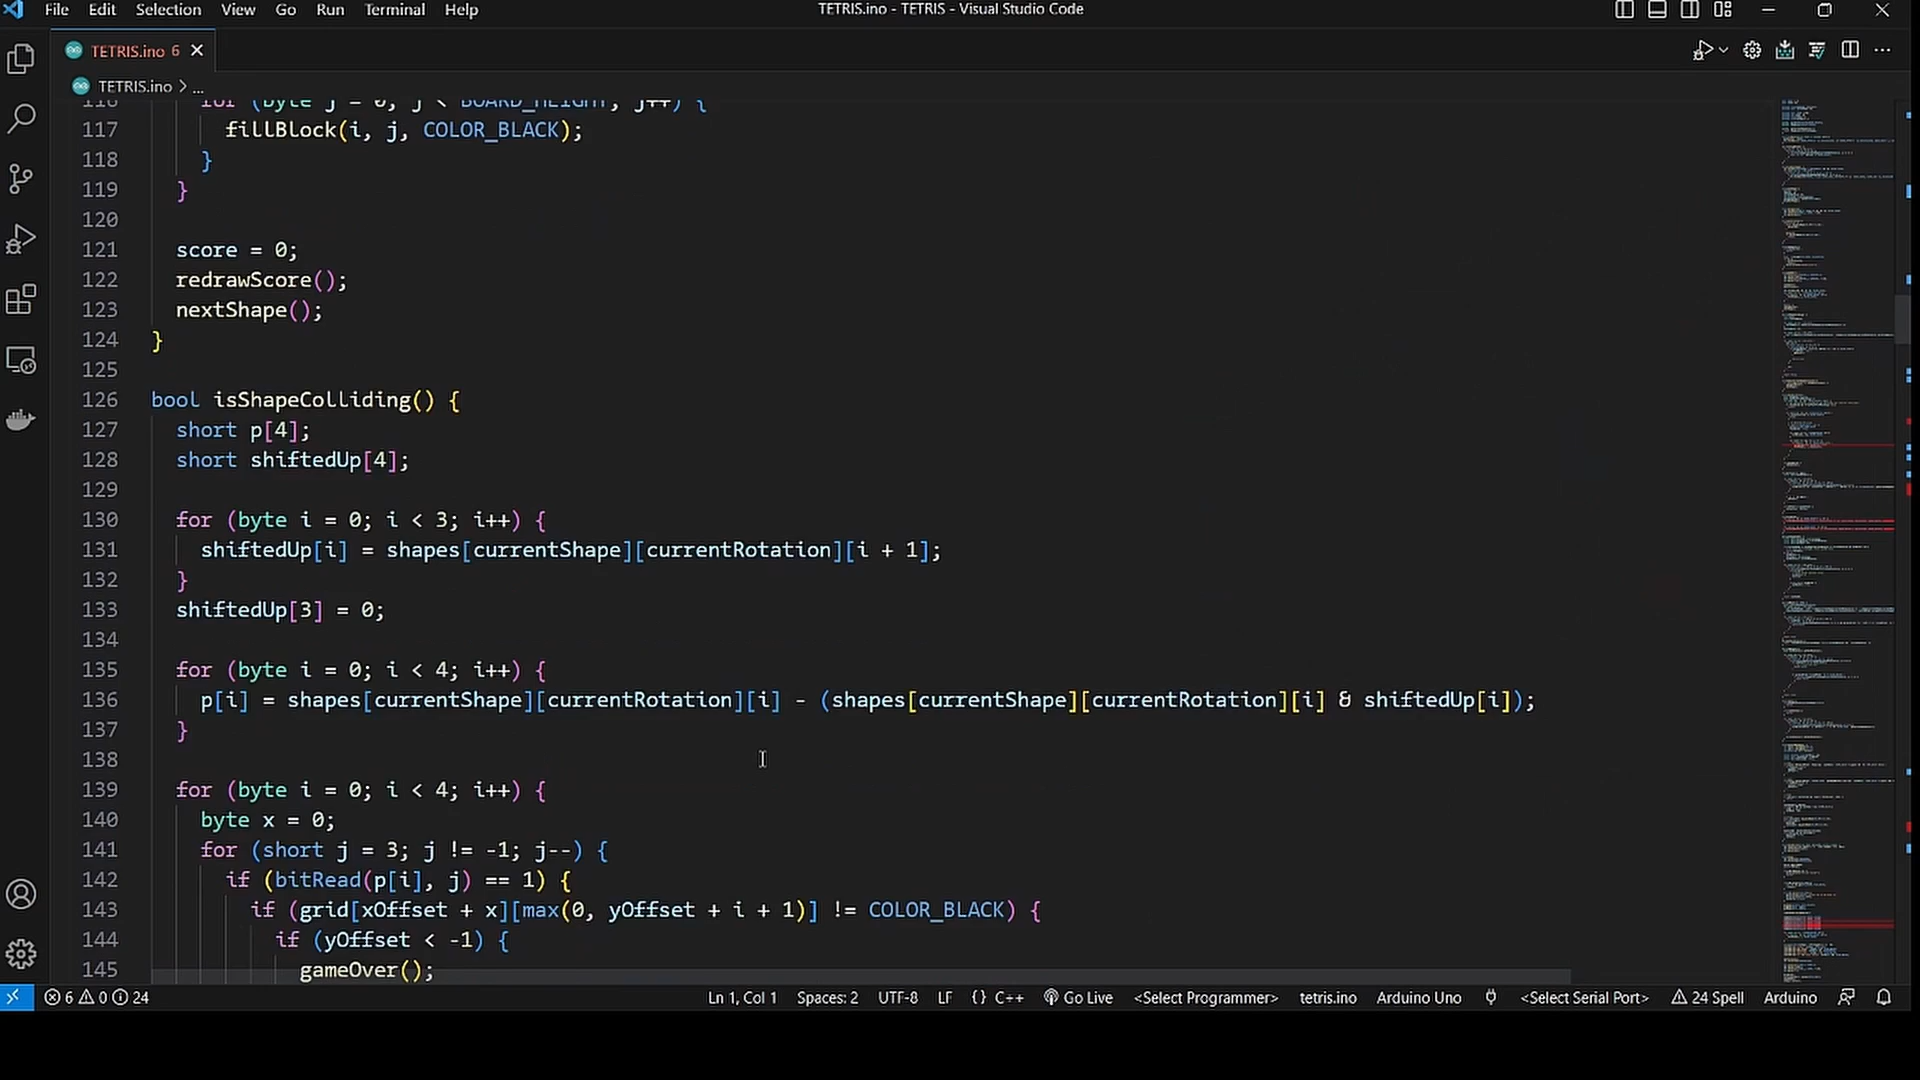 File Edit Selection View Go Run Terminal Help
TETRIS.ino - TETRIS - Visual Studio Code
TETRIS.ino 6
TETRIS.ino > ...
116 for (byte j = 0; j < BOARD_HEIGHT; j++) {
117 fillBlock(i, j, COLOR_BLACK);
118 }
119 }
120
121 score = 0;
122 redrawScore();
123 nextShape();
124 }
125
126 bool isShapeColliding() {
127 short p[4];
128 short shiftedUp[4];
129
130 for (byte i = 0; i < 3; i++) {
131 shiftedUp[i] = shapes[currentShape][currentRotation][i + 1];
132 }
133 shiftedUp[3] = 0;
134
135 for (byte i = 0; i < 4; i++) {
136 p[i] = shapes[currentShape][currentRotation][i] - (shapes[currentShape][currentRotation][i] & shiftedUp[i]);
137 }
138
139 for (byte i = 0; i < 4; i++) {
140 byte x = 0;
141 for (short j = 3; j != -1; j--) {
142 if (bitRead(p[i], j) == 1) {
143 if (grid[xOffset + x][max(0, yOffset + i + 1)] != COLOR_BLACK) {
144 if (yOffset < -1) {
145 gameOver();
6 0 24 Ln 1, Col 1 Spaces: 2 UTF-8 LF {} C++ Go Live <Select Programmer> tetris.ino Arduino Uno <Select Serial Port> 24 Spell Arduino